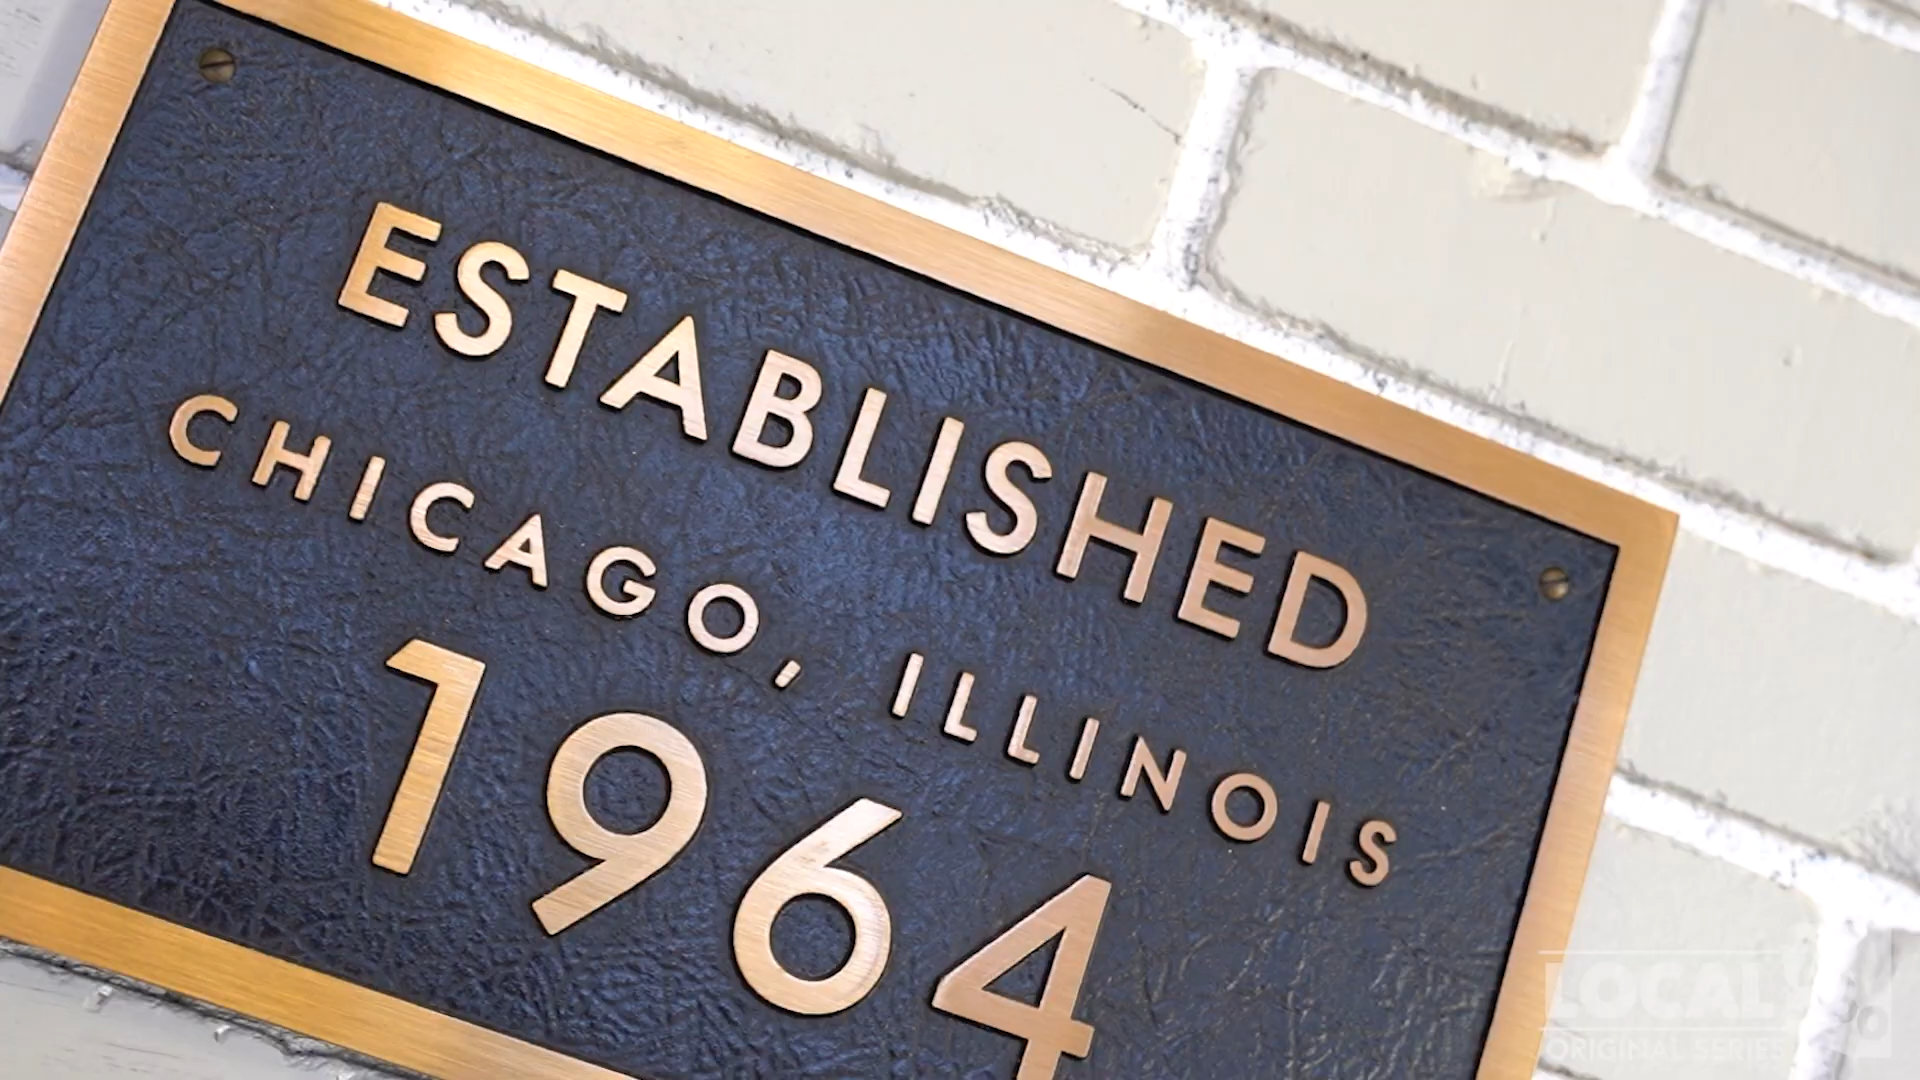 ESTABLISHED
CHICAGO, ILLINOIS
1964
LOCAL
ORIGINAL SERIES